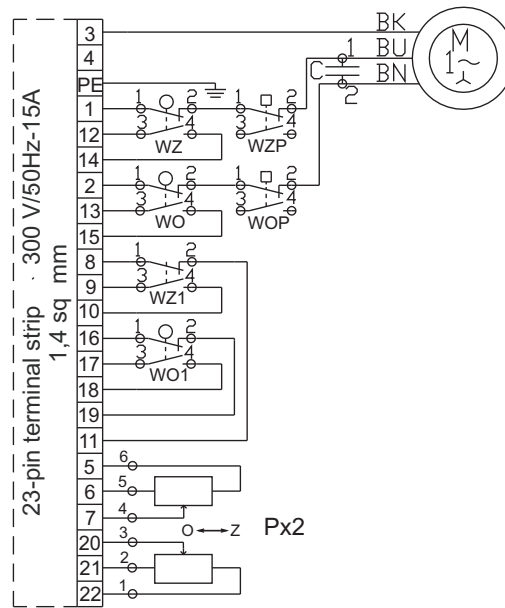 23-pin terminal strip · 300 V/50Hz-15A
1,4 sq mm
3 BK
4
PE
1 1 2 1 2
12 3 4 3 4
WZ WZP
14
2 1 2 1 2
13 3 4 3 4
WO WOP
15
8 1 2
9 3 4
WZ1
10
16 1 2
17 3 4
WO1
18
19
11
5 6
6 5
7 4
O Z Px2
20 3
21 2
22 1
1 BU
C BN
2
M
1~